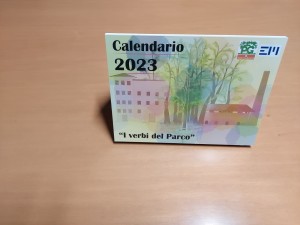 Calendario
2023
"I verbi del Parco"